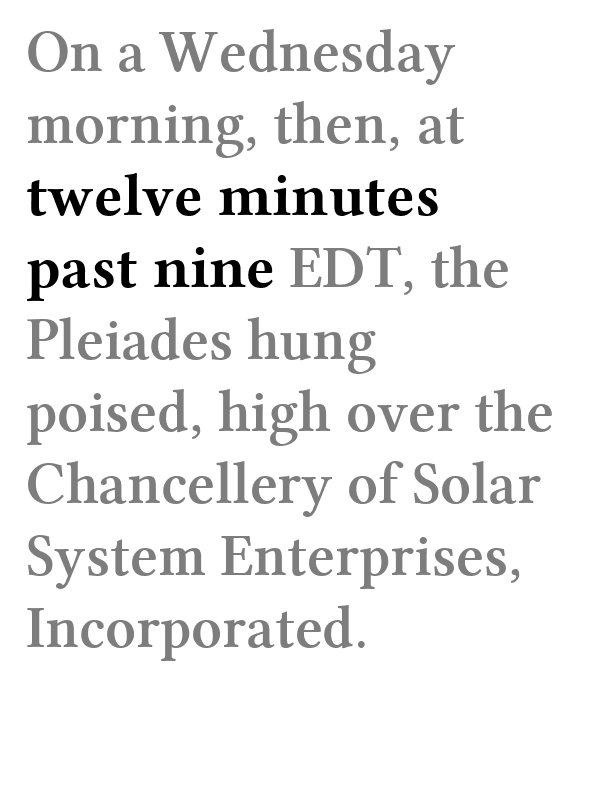 On a Wednesday
morning, then, at
twelve minutes
past nine EDT, the
Pleiades hung
poised, high over the
Chancellery of Solar
System Enterprises,
Incorporated.